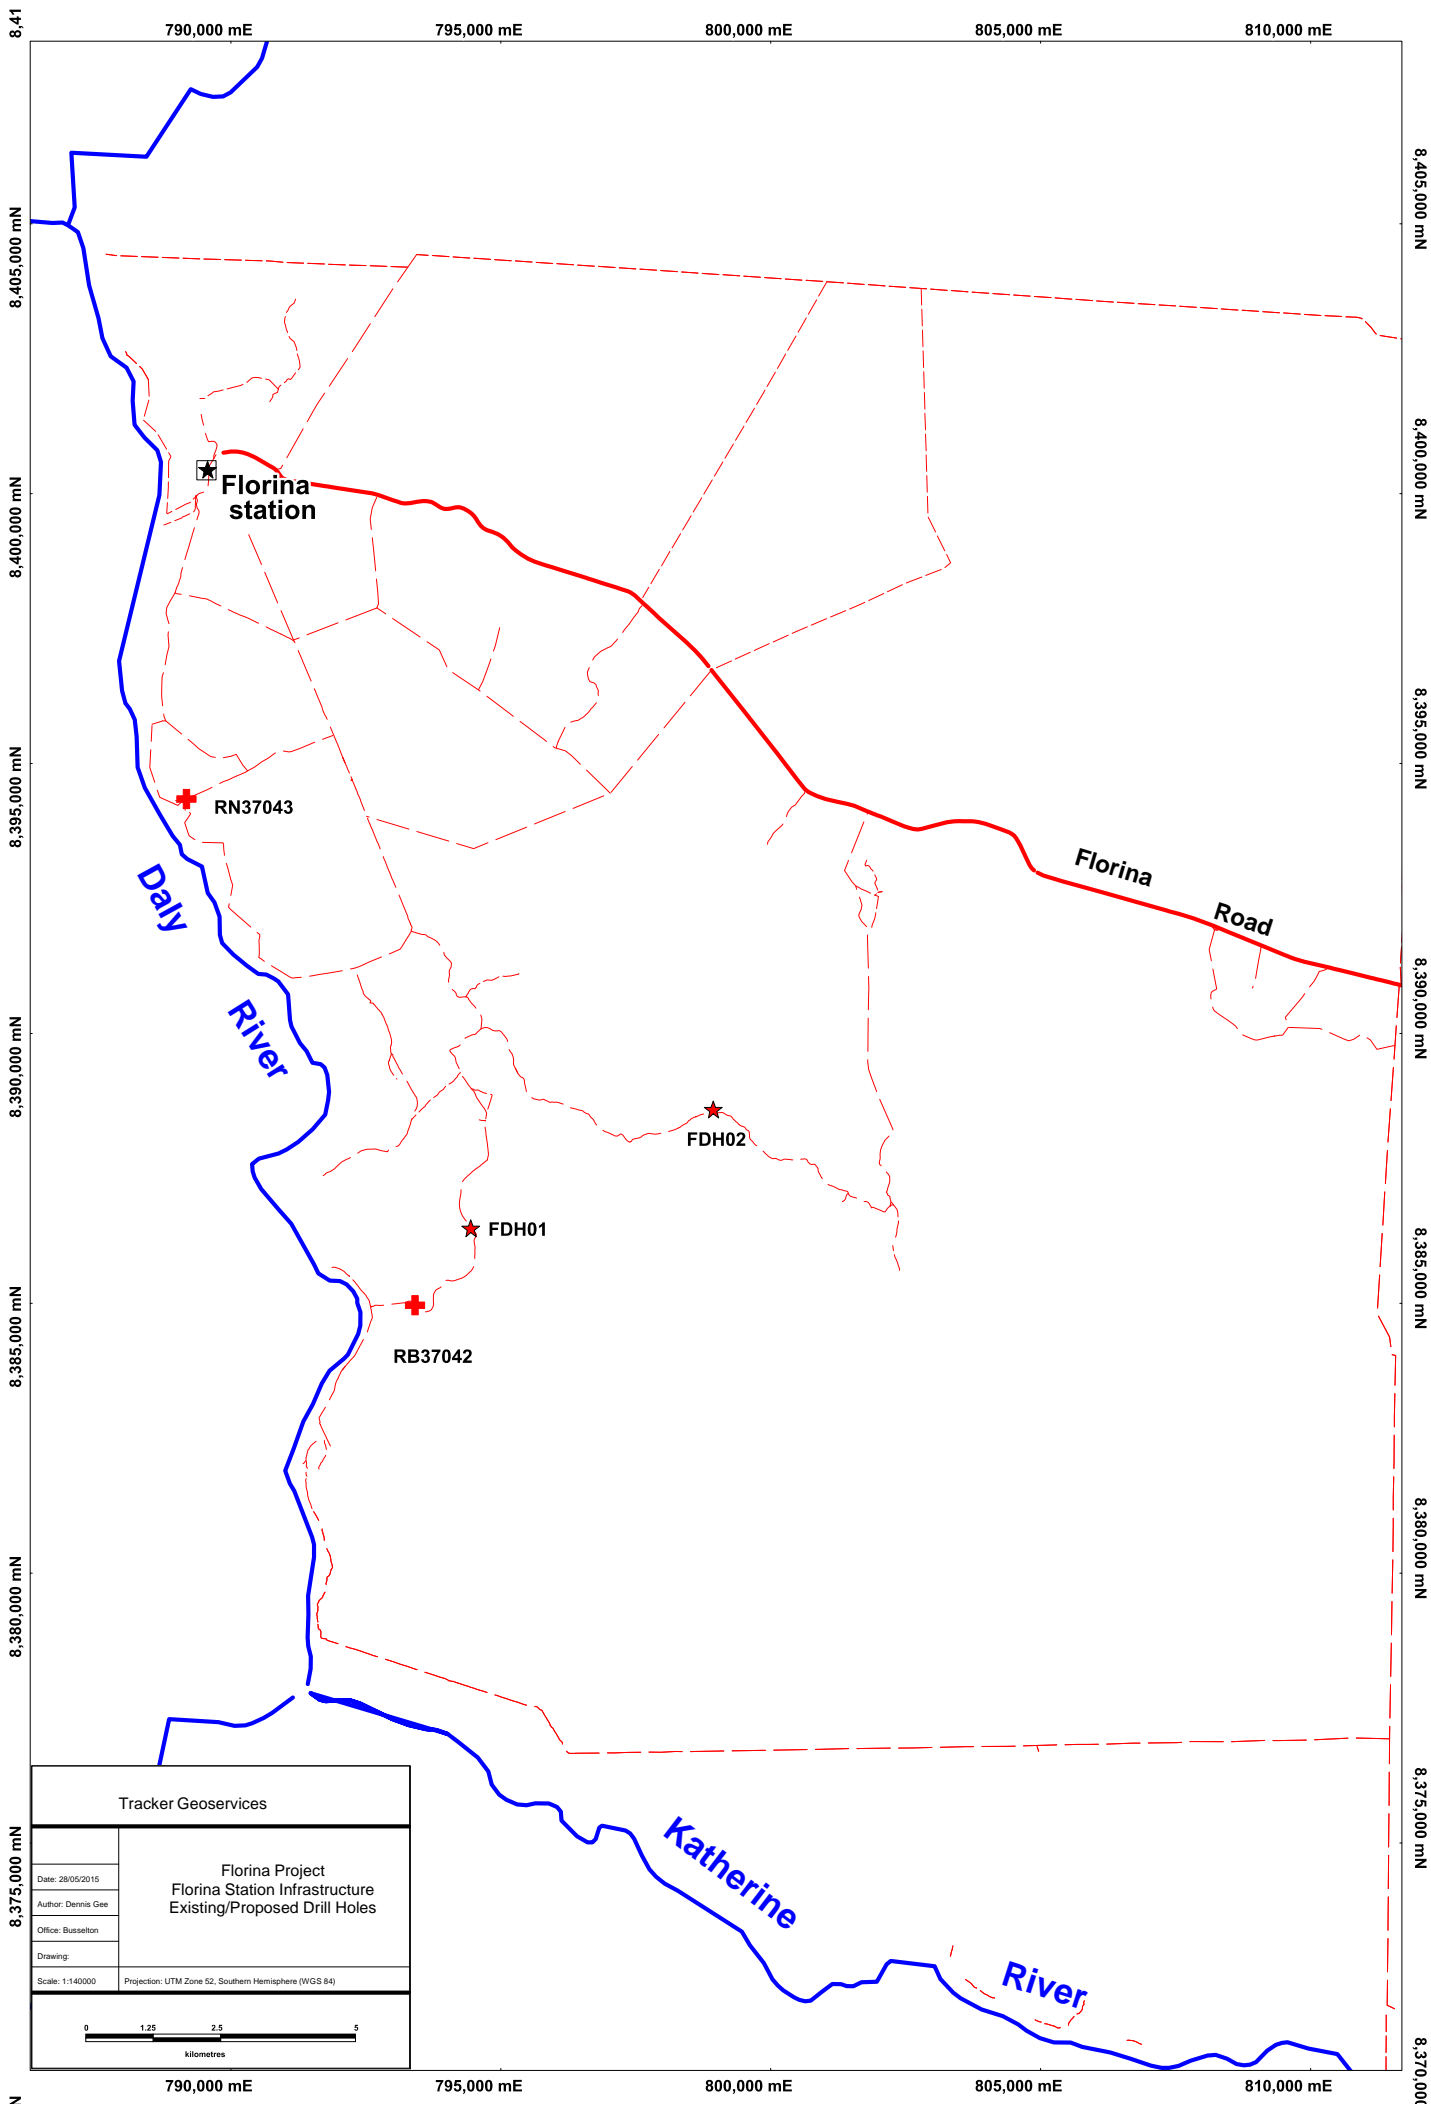 8,41
790,000 mE
795,000 mE
800,000 mE
805,000 mE
810,000 mE
8,405,000 mN
8,405,000 mN
8,400,000 mN
8,400,000 mN
Florina
station
8,395,000 mN
8,395,000 mN
RN37043
Florina
Road
Daly
River
8,390,000 mN
8,390,000 mN
FDH02
FDH01
8,385,000 mN
8,385,000 mN
RB37042
8,380,000 mN
8,380,000 mN
8,375,000 mN
8,375,000 mN
Katherine
River
Tracker Geoservices
Florina Project
Florina Station Infrastructure
Existing/Proposed Drill Holes
Date: 28/05/2015
Author: Dennis Gee
Office: Busselton
Drawing:
Scale: 1:140000
Projection: UTM Zone 52, Southern Hemisphere (WGS 84)
0 1.25 2.5 5
kilometres
8,370,000
790,000 mE
795,000 mE
800,000 mE
805,000 mE
810,000 mE
N